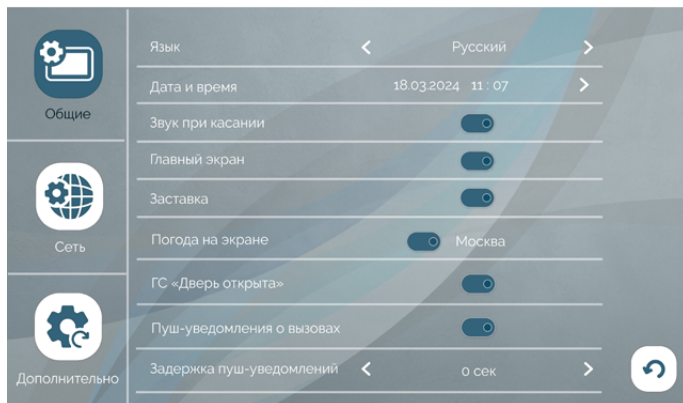 Общие
Сеть
Дополнительно
Язык Русский
Дата и время 18.03.2024 11 : 07
Звук при касании
Главный экран
Заставка
Погода на экране Москва
ГС «Дверь открыта»
Пуш-уведомления о вызовах
Задержка пуш-уведомлений 0 сек